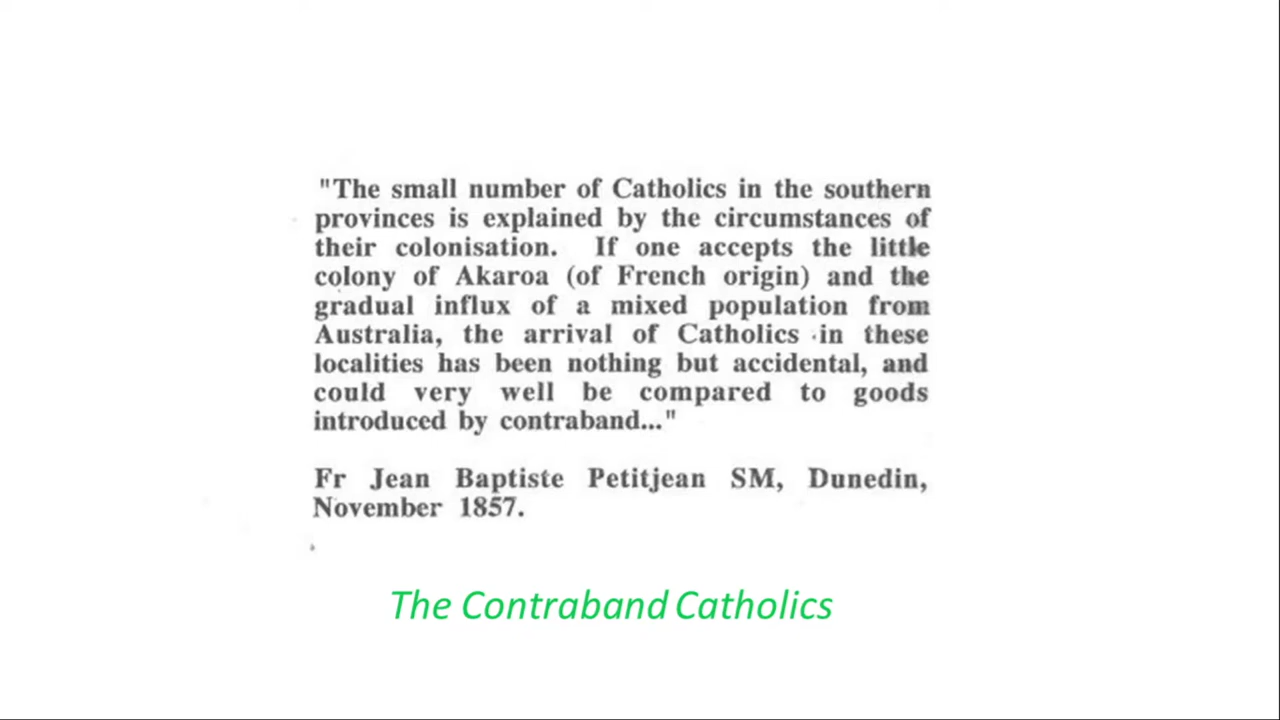 "The small number of Catholics in the southern
provinces is explained by the circumstances of
their colonisation. If one accepts the little
colony of Akaroa (of French origin) and the
gradual influx of a mixed population from
Australia, the arrival of Catholics in these
localities has been nothing but accidental, and
could very well be compared to goods
introduced by contraband..."
Fr Jean Baptiste Petitjean SM, Dunedin,
November 1857.
The Contraband Catholics